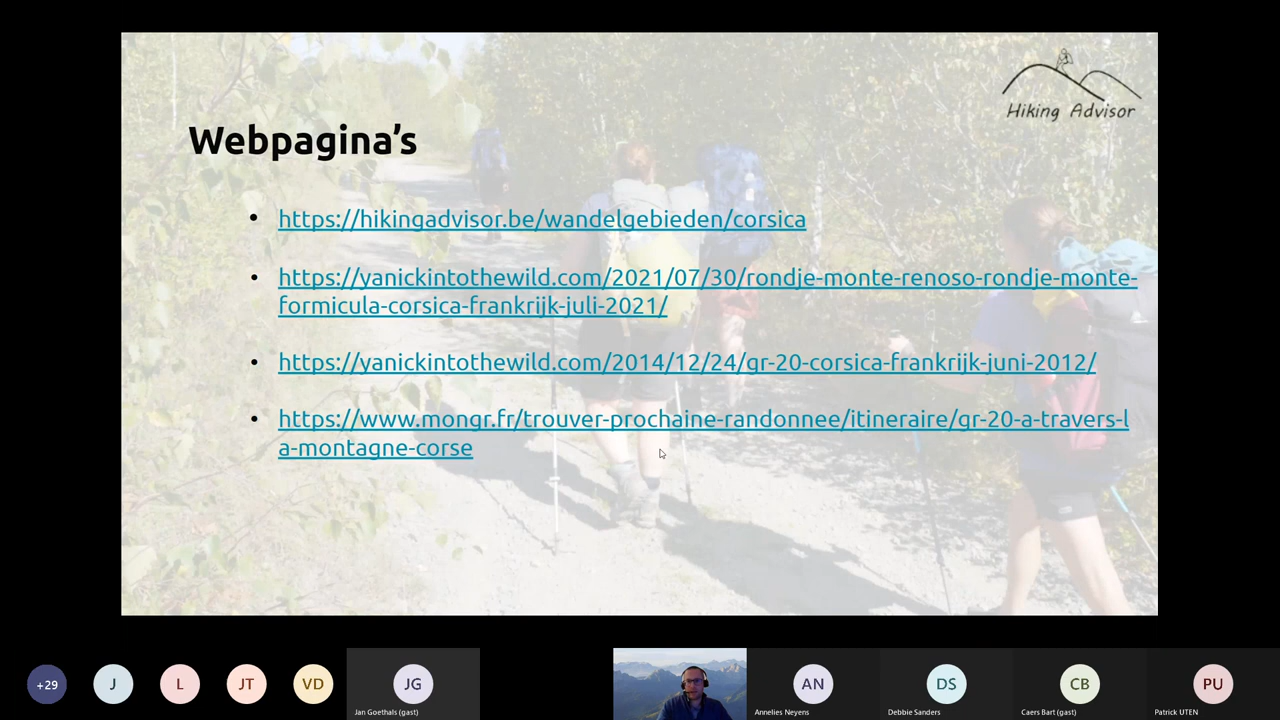 Hiking Advisor
Webpagina's
• https://hikingadvisor.be/wandelgebieden/corsica
• https://yanickintothewild.com/2021/07/30/rondje-monte-renoso-rondje-monte-
formicula-corsica-frankrijk-juli-2021/
• https://yanickintothewild.com/2014/12/24/gr-20-corsica-frankrijk-juni-2012/
• https://www.mongr.fr/trouver-prochaine-randonnee/itineraire/gr-20-a-travers-l
a-montagne-corse
+29
J
L
JT
VD
JG
Jan Goethals (gast)
AN
Annelies Neyens
DS
Debbie Sanders
CB
Caers Bart (gast)
PU
Patrick UTEN